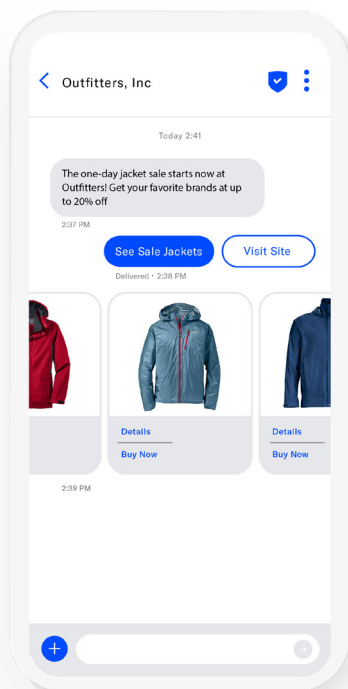 Outfitters, Inc
Today 2:41
The one-day jacket sale starts now at
Outfitters! Get your favorite brands at up
to 20% off
2:37 PM
See Sale Jackets
Visit Site
Delivered • 2:38 PM
Details
Details
Buy Now
Buy Now
2:39 PM